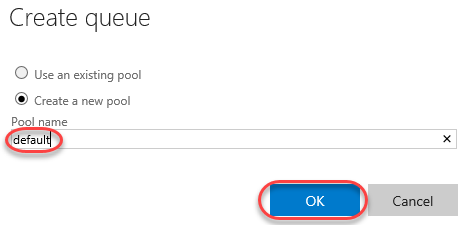 Create queue
Use an existing pool
Create a new pool
Pool name
default
OK Cancel